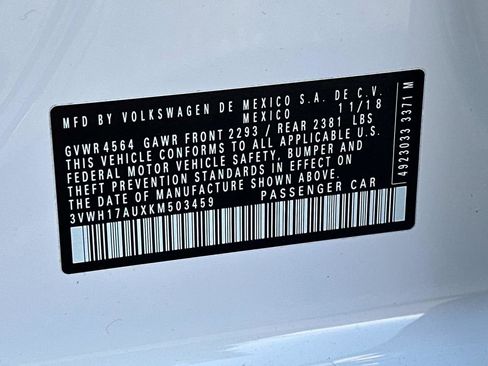 MFD BY VOLKSWAGEN DE MEXICO S.A. DE C.V.
MEXICO 11/18
GVWR 4564 GAWR FRONT 2293 / REAR 2381 LBS
THIS VEHICLE CONFORMS TO ALL APPLICABLE U.S.
FEDERAL MOTOR VEHICLE SAFETY, BUMPER AND
THEFT PREVENTION STANDARDS IN EFFECT ON
THE DATE OF MANUFACTURE SHOWN ABOVE.
3VWH17AUXKM503459 PASSENGER CAR
4923033 3371 M